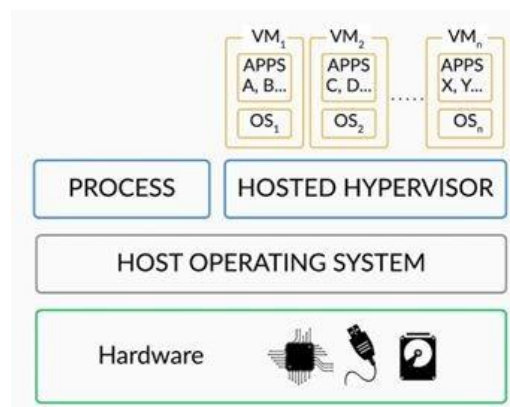 VM₁ VM₂ VMₙ
APPS APPS APPS
A, B... C, D... X, Y...
.....
OS₁ OS₂ OSₙ
PROCESS HOSTED HYPERVISOR
HOST OPERATING SYSTEM
Hardware